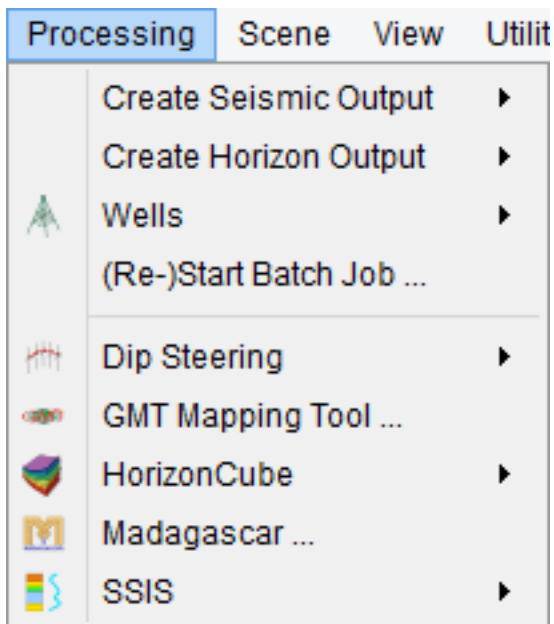 Processing Scene View Utilit
Create Seismic Output
Create Horizon Output
Wells
(Re-)Start Batch Job ...
Dip Steering
GMT Mapping Tool ...
HorizonCube
Madagascar ...
SSIS